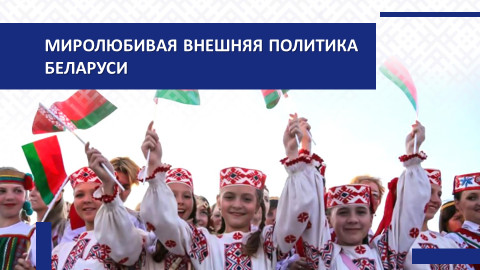 МИРОЛЮБИВАЯ ВНЕШНЯЯ ПОЛИТИКА
БЕЛАРУСИ